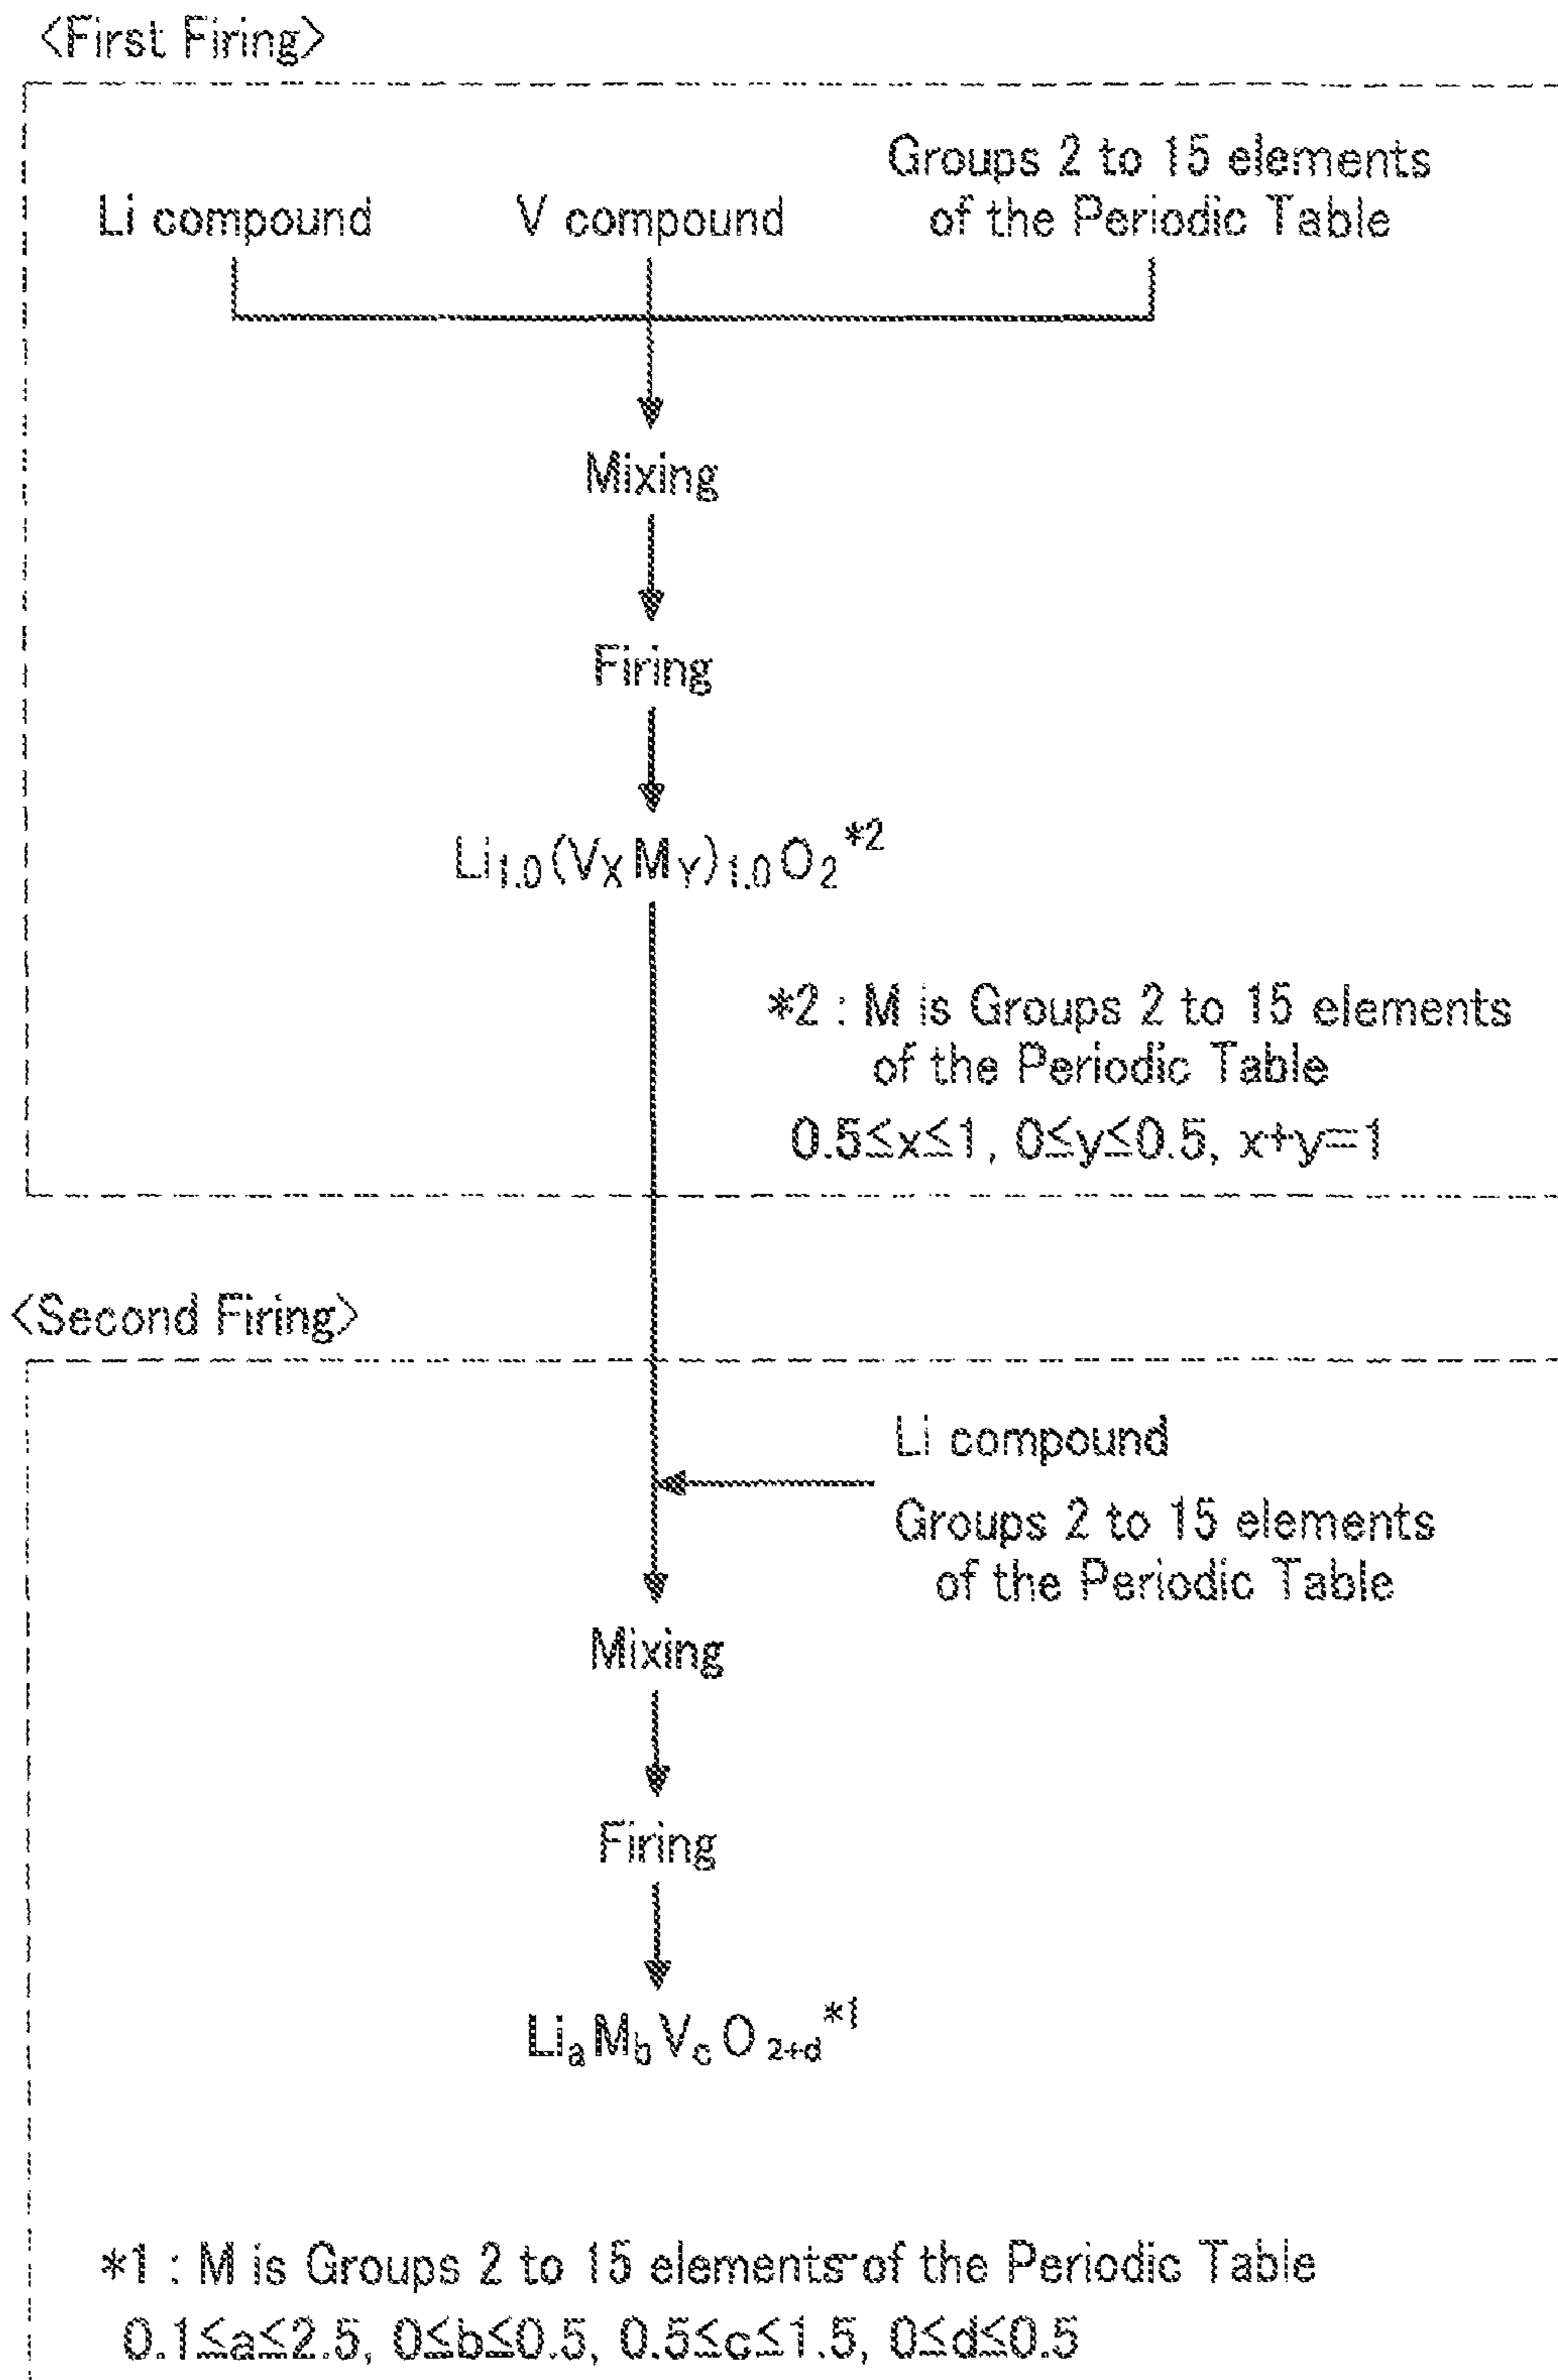 <First Firing>
Groups 2 to 15 elements
Li compound V compound of the Periodic Table
Mixing
Firing
Li1.0(VXMY)1.0O2*2
*2 : M is Groups 2 to 15 elements
of the Periodic Table
0.5≤x≤1, 0≤y≤0.5, x+y=1
<Second Firing>
Li compound
Groups 2 to 15 elements
of the Periodic Table
Mixing
Firing
LiaMbVcO2+d*1
*1 : M is Groups 2 to 15 elements of the Periodic Table
0.1≤a≤2.5, 0≤b≤0.5, 0.5≤c≤1.5, 0≤d≤0.5